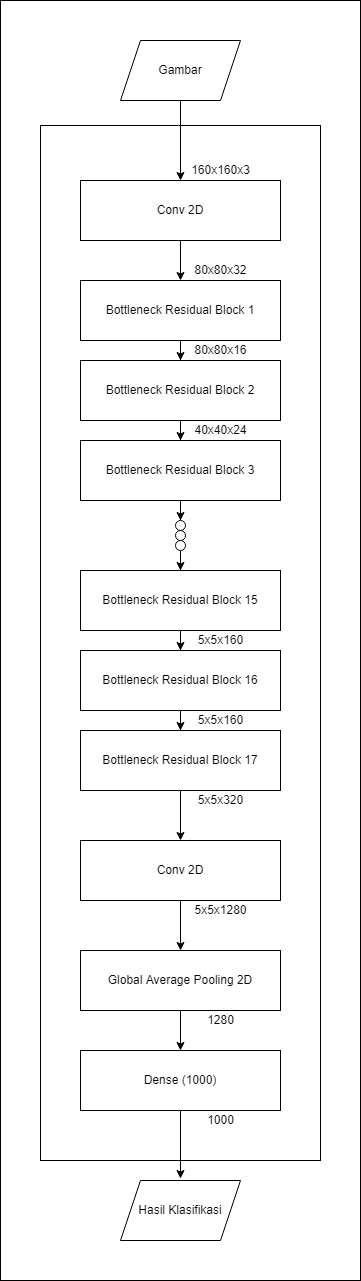 Gambar
160x160x3
Conv 2D
80x80x32
Bottleneck Residual Block 1
80x80x16
Bottleneck Residual Block 2
40x40x24
Bottleneck Residual Block 3
Bottleneck Residual Block 15
5x5x160
Bottleneck Residual Block 16
5x5x160
Bottleneck Residual Block 17
5x5x320
Conv 2D
5x5x1280
Global Average Pooling 2D
1280
Dense (1000)
1000
Hasil Klasifikasi